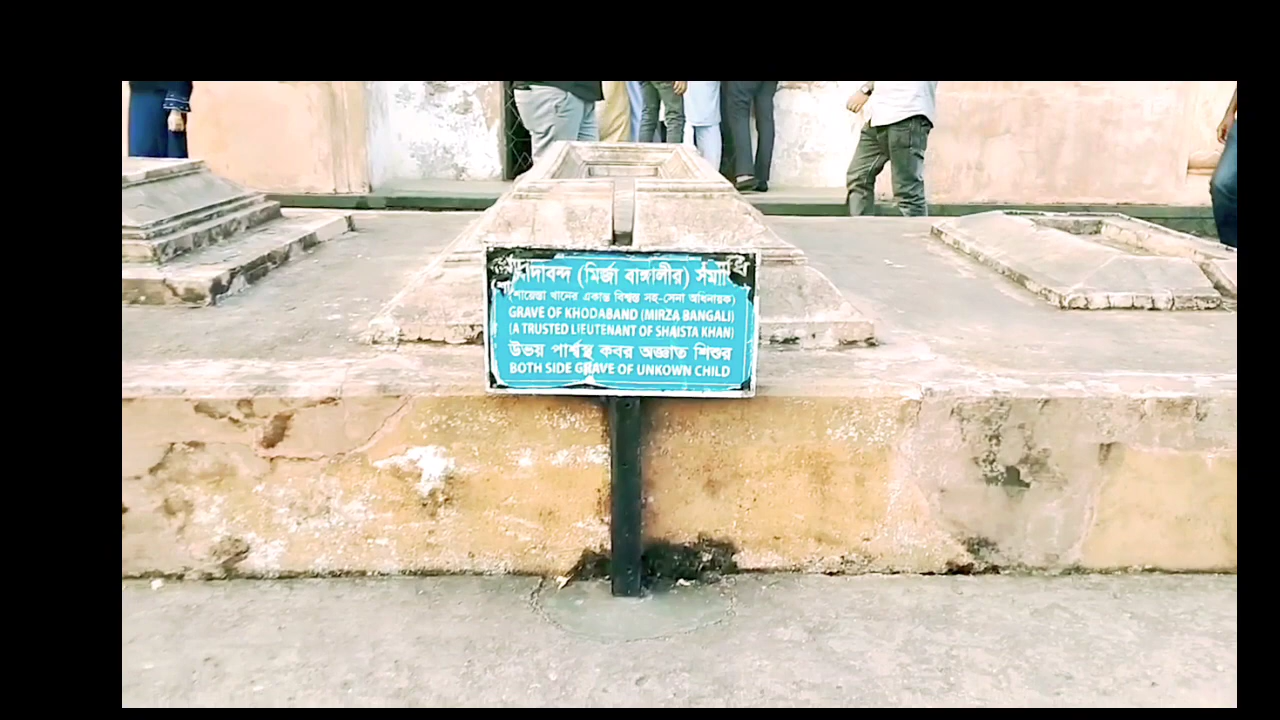 খোদাবন্দ (মির্জা বাঙ্গালীর) সমাধি
(শায়েস্তা খানের একান্ত বিশ্বস্ত সহ-সেনা অধিনায়ক)
GRAVE OF KHODABAND (MIRZA BANGALI)
(A TRUSTED LIEUTENANT OF SHAISTA KHAN)
উভয় পার্শ্বস্থ কবর অজ্ঞাত শিশুর
BOTH SIDE GRAVE OF UNKOWN CHILD